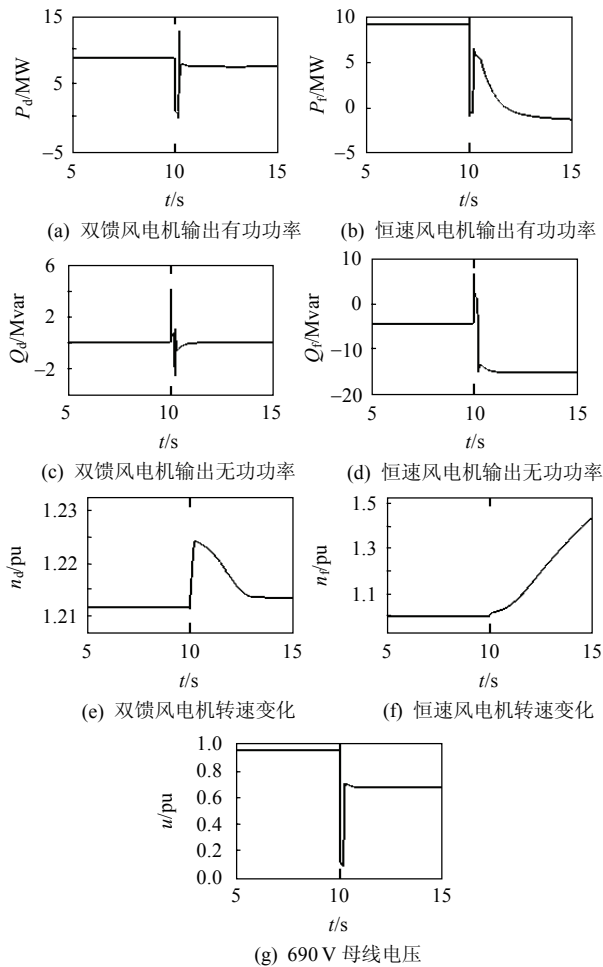 15
5
−5
P_d/MW
5
10
15
t/s
(a) 双馈风电机输出有功功率
10
5
0
−5
P_f/MW
5
10
15
t/s
(b) 恒速风电机输出有功功率
6
2
−2
Q_d/Mvar
5
10
15
t/s
(c) 双馈风电机输出无功功率
10
0
−10
−20
Q_f/Mvar
5
10
15
t/s
(d) 恒速风电机输出无功功率
1.23
1.22
1.21
n_d/pu
5
10
15
t/s
(e) 双馈风电机转速变化
1.5
1.3
1.1
n_f/pu
5
10
15
t/s
(f) 恒速风电机转速变化
1.0
0.8
0.6
0.4
0.2
0.0
u/pu
5
10
15
t/s
(g) 690 V 母线电压